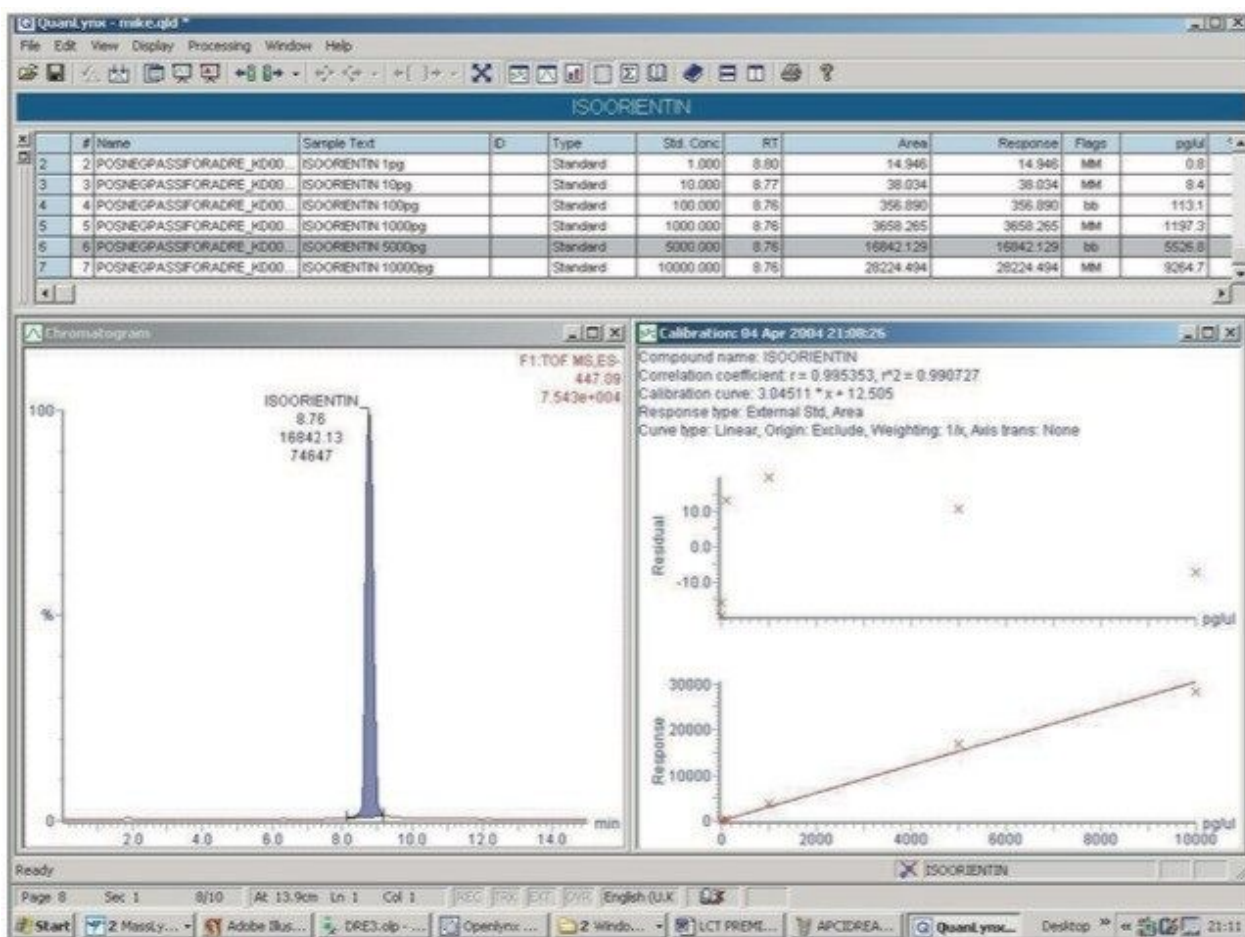 QuanLynx - mike.qld *
File Edit View Display Processing Window Help
ISOORIENTIN
# Name Sample Text ID Type Std. Conc RT Area Response Flags pg/ul
2 2 POSNEGPASSIFORADRE_KD00... ISOORIENTIN 1pg Standard 1.000 8.80 14.946 14.946 MM 0.8
3 3 POSNEGPASSIFORADRE_KD00... ISOORIENTIN 10pg Standard 10.000 8.77 38.034 38.034 MM 8.4
4 4 POSNEGPASSIFORADRE_KD00... ISOORIENTIN 100pg Standard 100.000 8.76 356.890 356.890 bb 113.1
5 5 POSNEGPASSIFORADRE_KD00... ISOORIENTIN 1000pg Standard 1000.000 8.76 3658.265 3658.265 MM 1197.3
6 6 POSNEGPASSIFORADRE_KD00... ISOORIENTIN 5000pg Standard 5000.000 8.76 16842.129 16842.129 bb 5526.8
7 7 POSNEGPASSIFORADRE_KD00... ISOORIENTIN 10000pg Standard 10000.000 8.76 28224.494 28224.494 MM 9264.7
Chromatogram
F1:TOF MS,ES-
447.09
7.543e+004
ISOORIENTIN
8.76
16842.13
74647
100
%
0
2.0 4.0 6.0 8.0 10.0 12.0 14.0 min
Calibration: 04 Apr 2004 21:08:26
Compound name: ISOORIENTIN
Correlation coefficient: r = 0.995353, r^2 = 0.990727
Calibration curve: 3.04511 * x + 12.505
Response type: External Std, Area
Curve type: Linear, Origin: Exclude, Weighting: 1/x, Axis trans: None
Residual
10.0
0.0
-10.0
pg/ul
Response
30000
20000
10000
0
0 2000 4000 6000 8000 10000 pg/ul
Ready ISOORIENTIN
Page 8 Sec 1 8/10 At 13.9cm Ln 1 Col 1 REC TRK EXT OVR English (U.K
Start 2 MassLy... Adobe Illus... DRE3.olp - ... Openlynx ... 2 Windo... LCT PREMI... APCIDREA... QuanLynx... Desktop » « 21:11